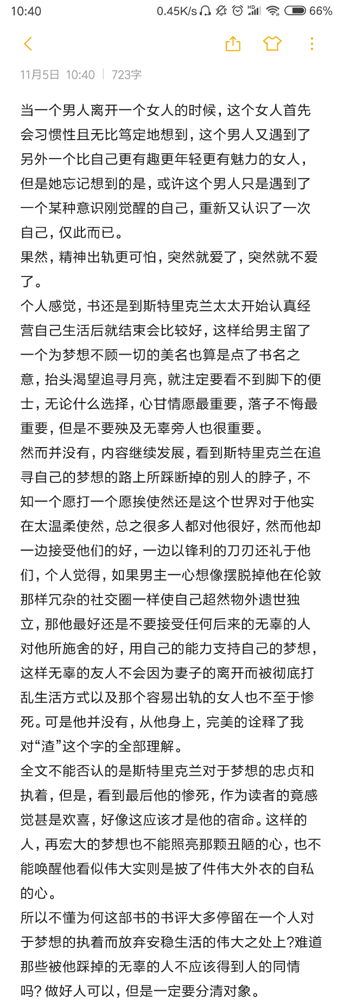 10:40
0.45K/s
HD
66%
11月5日 10:40 | 723字
当一个男人离开一个女人的时候，这个女人首先
会习惯性且无比笃定地想到，这个男人又遇到了
另外一个比自己更有趣更年轻更有魅力的女人，
但是她忘记想到的是，或许这个男人只是遇到了
一个某种意识刚觉醒的自己，重新又认识了一次
自己，仅此而已。
果然，精神出轨更可怕，突然就爱了，突然就不爱
了。
个人感觉，书还是到斯特里克兰太太开始认真经
营自己生活后就结束会比较好，这样给男主留了
一个为梦想不顾一切的美名也算是点了书名之
意，抬头渴望追寻月亮，就注定要看不到脚下的便
士，无论什么选择，心甘情愿最重要，落子不悔最
重要，但是不要殃及无辜旁人也很重要。
然而并没有，内容继续发展，看到斯特里克兰在追
寻自己的梦想的路上所踩断掉的别人的脖子，不
知一个愿打一个愿挨使然还是这个世界对于他实
在太温柔使然，总之很多人都对他很好，然而他却
一边接受他们的好，一边以锋利的刀刃还礼于他
们，个人觉得，如果男主一心想像摆脱掉他在伦敦
那样冗杂的社交圈一样使自己超然物外遗世独
立，那他最好还是不要接受任何后来的无辜的人
对他所施舍的好，用自己的能力支持自己的梦想，
这样无辜的友人不会因为妻子的离开而被彻底打
乱生活方式以及那个容易出轨的女人也不至于惨
死。可是他并没有，从他身上，完美的诠释了我
对“渣”这个字的全部理解。
全文不能否认的是斯特里克兰对于梦想的忠贞和
执着，但是，看到最后他的惨死，作为读者的竟感
觉甚是欢喜，好像这应该才是他的宿命。这样的
人，再宏大的梦想也不能照亮那颗丑陋的心，也不
能唤醒他看似伟大实则是披了件伟大外衣的自私
的心。
所以不懂为何这部书的书评大多停留在一个人对
于梦想的执着而放弃安稳生活的伟大之处上?难道
那些被他踩掉的无辜的人不应该得到人的同情
吗？做好人可以，但是一定要分清对象。